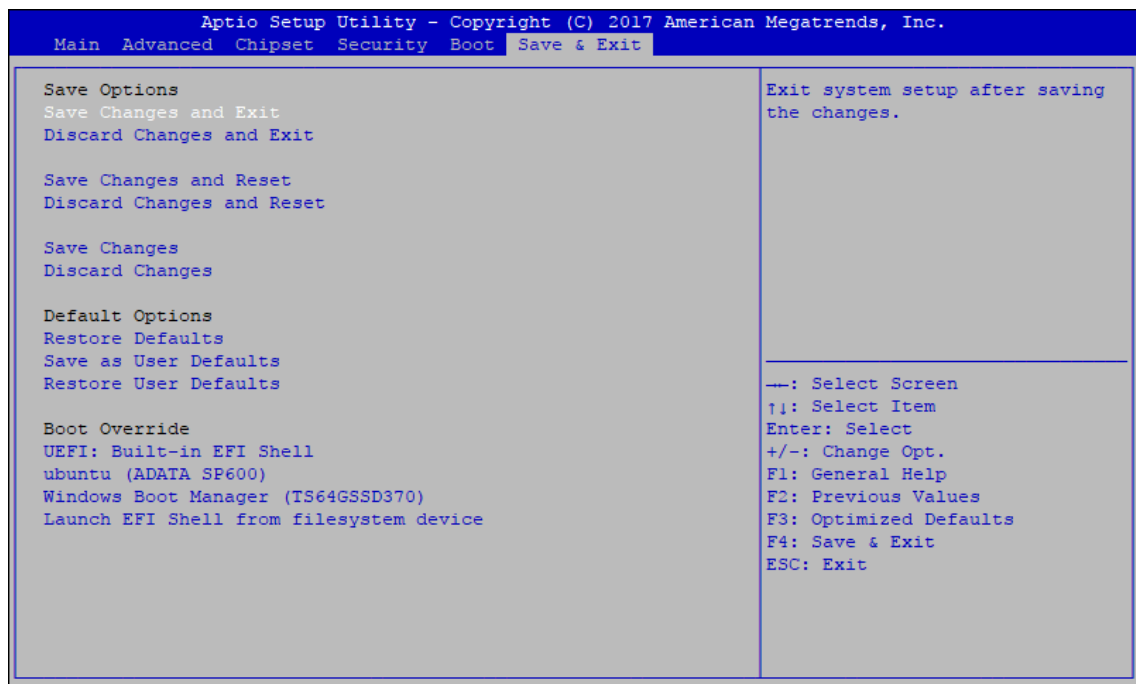 Aptio Setup Utility - Copyright (C) 2017 American Megatrends, Inc.
Main Advanced Chipset Security Boot Save & Exit
Save Options
Save Changes and Exit
Discard Changes and Exit
Save Changes and Reset
Discard Changes and Reset
Save Changes
Discard Changes
Default Options
Restore Defaults
Save as User Defaults
Restore User Defaults
Boot Override
UEFI: Built-in EFI Shell
ubuntu (ADATA SP600)
Windows Boot Manager (TS64GSSD370)
Launch EFI Shell from filesystem device
Exit system setup after saving
the changes.
→←: Select Screen
↑↓: Select Item
Enter: Select
+/-: Change Opt.
F1: General Help
F2: Previous Values
F3: Optimized Defaults
F4: Save & Exit
ESC: Exit